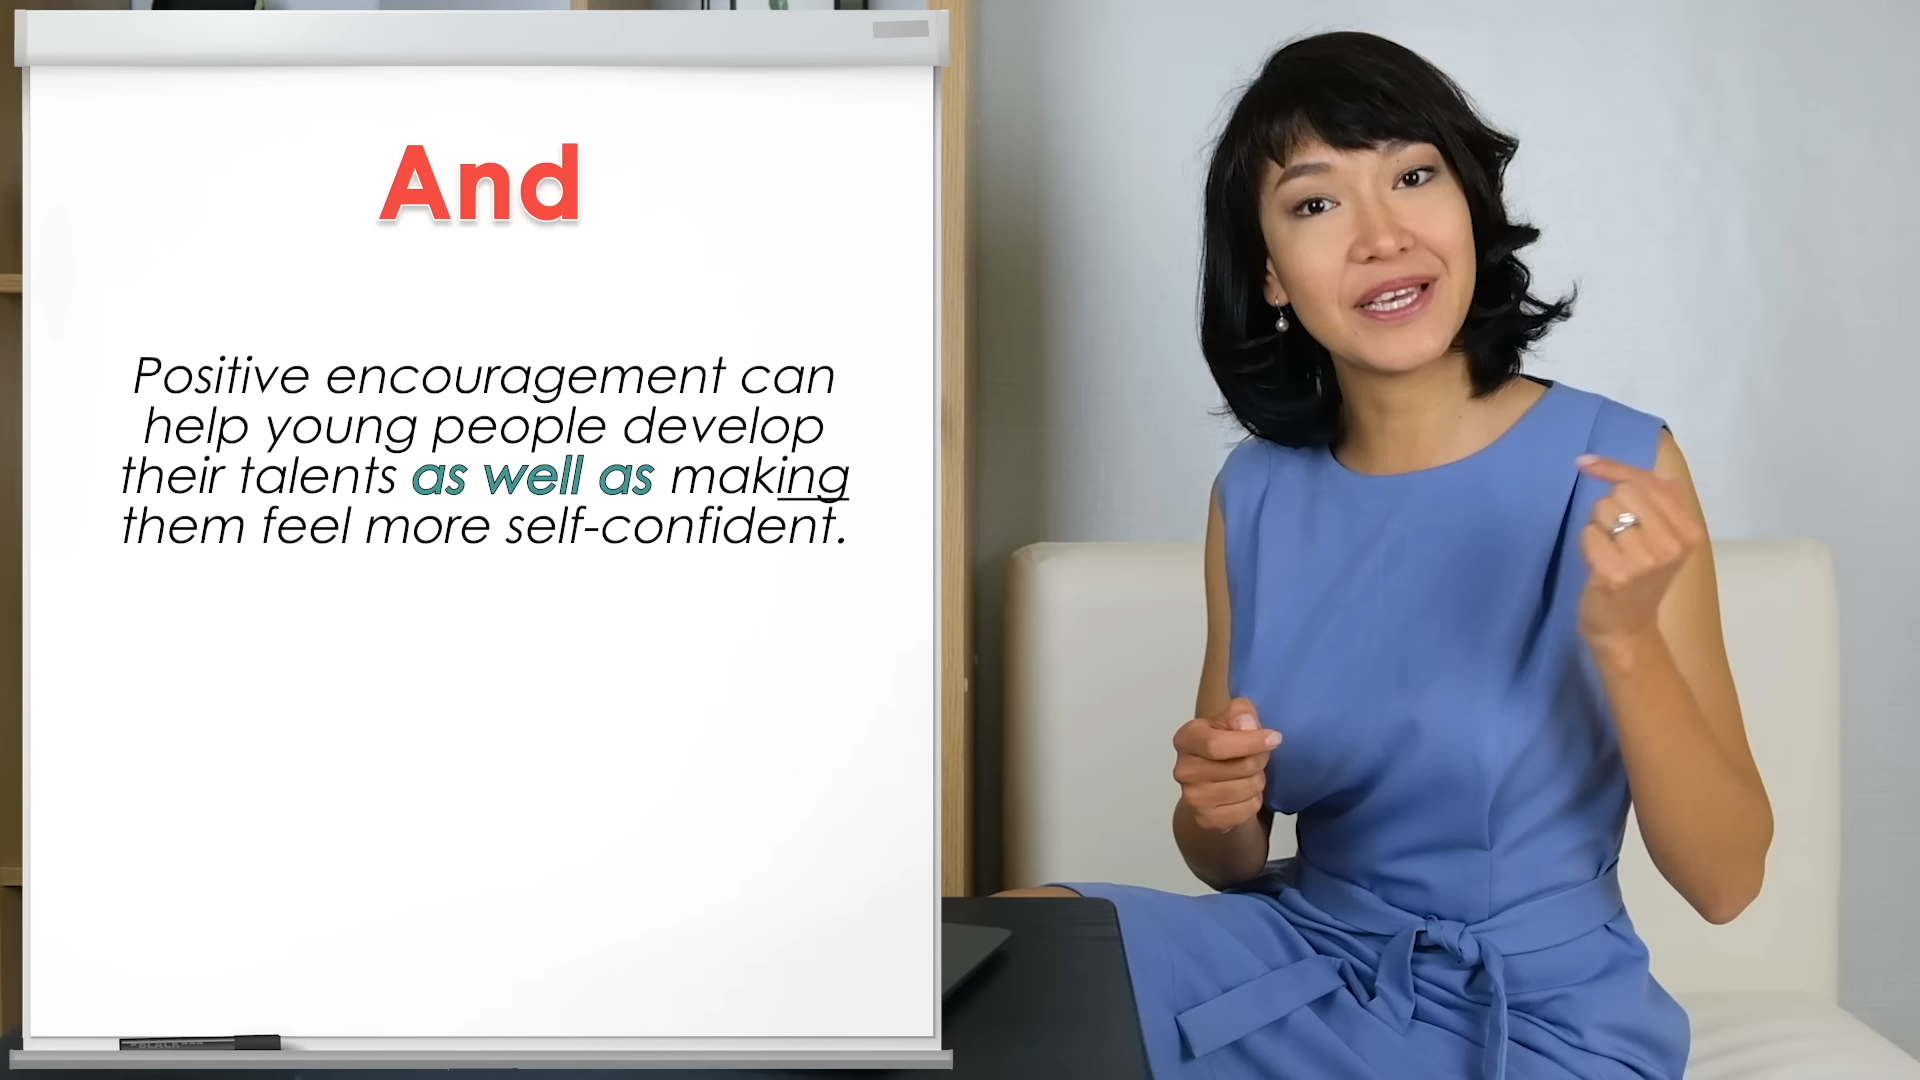 And
Positive encouragement can
help young people develop
their talents as well as making
them feel more self-confident.
BLACK